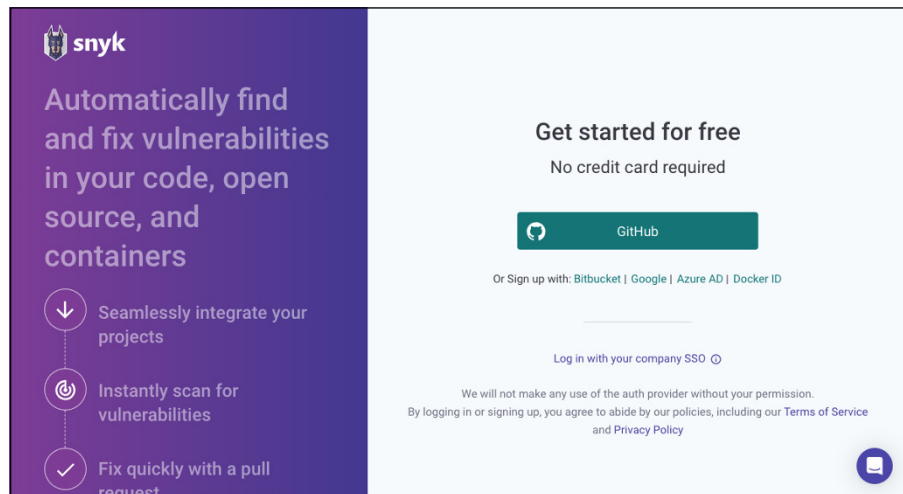 snyk
Automatically find
and fix vulnerabilities
in your code, open
source, and
containers
Seamlessly integrate your
projects
Instantly scan for
vulnerabilities
Fix quickly with a pull
request
Get started for free
No credit card required
GitHub
Or Sign up with: Bitbucket | Google | Azure AD | Docker ID
Log in with your company SSO
We will not make any use of the auth provider without your permission.
By logging in or signing up, you agree to abide by our policies, including our Terms of Service
and Privacy Policy